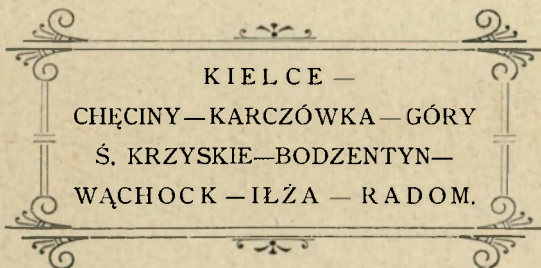 KIELCE —
CHĘCINY—KARCZÓWKA—GÓRY
Ś. KRZYSKIE—BODZENTYN—
WĄCHOCK — IŁŻA — RADOM.